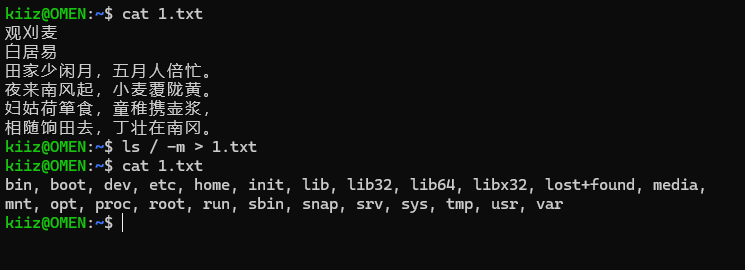 kiiz@OMEN:~$ cat 1.txt
观刈麦
白居易
田家少闲月，五月人倍忙。
夜来南风起，小麦覆陇黄。
妇姑荷箪食，童稚携壶浆，
相随饷田去，丁壮在南冈。
kiiz@OMEN:~$ ls / -m > 1.txt
kiiz@OMEN:~$ cat 1.txt
bin, boot, dev, etc, home, init, lib, lib32, lib64, libx32, lost+found, media,
mnt, opt, proc, root, run, sbin, snap, srv, sys, tmp, usr, var
kiiz@OMEN:~$